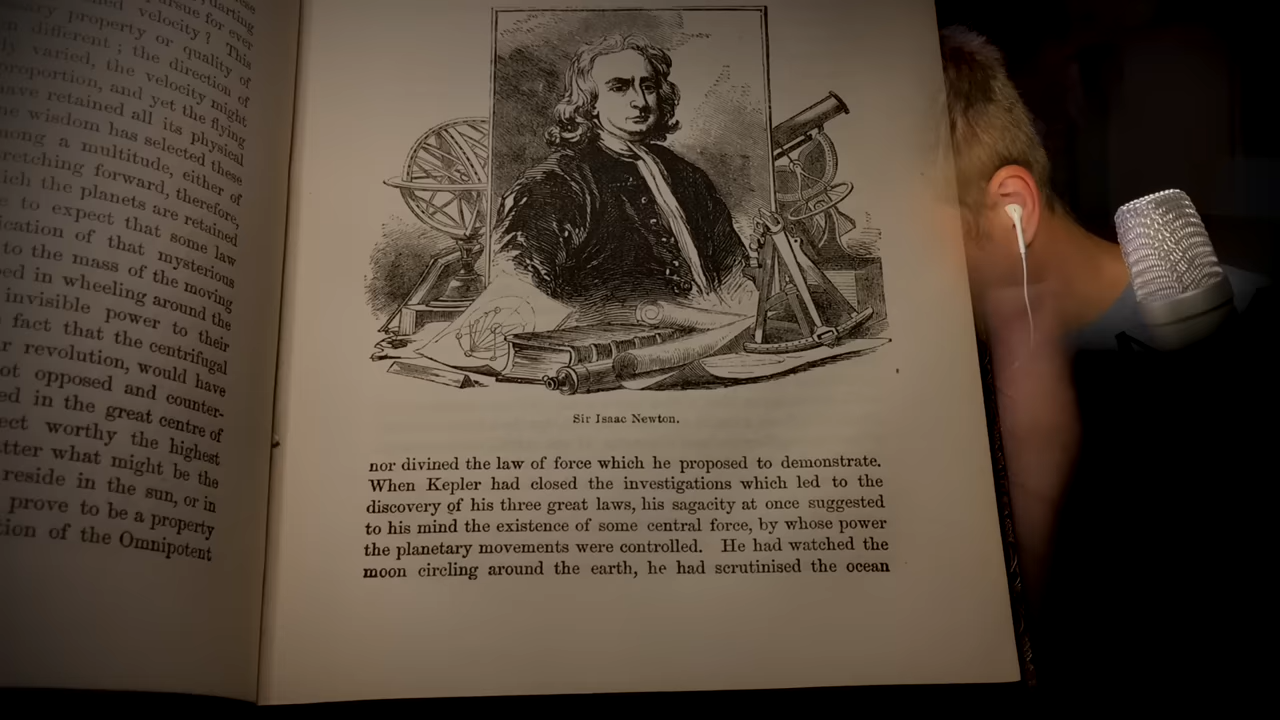 pursue for ever
velocity? This
property or quality of
different; the direction of
varied, the velocity might
proportion, and yet the flying
have retained all its physical
wisdom has selected these
a multitude, either of
stretching forward, therefore,
which the planets are retained
to expect that some law
of that mysterious
to the mass of the moving
in wheeling around the
invisible power to their
fact that the centrifugal
revolution, would have
opposed and counter-
in the great centre of
worthy the highest
what might be the
reside in the sun, or in
prove to be a property
of the Omnipotent
Sir Isaac Newton.
nor divined the law of force which he proposed to demonstrate.
When Kepler had closed the investigations which led to the
discovery of his three great laws, his sagacity at once suggested
to his mind the existence of some central force, by whose power
the planetary movements were controlled. He had watched the
moon circling around the earth, he had scrutinised the ocean